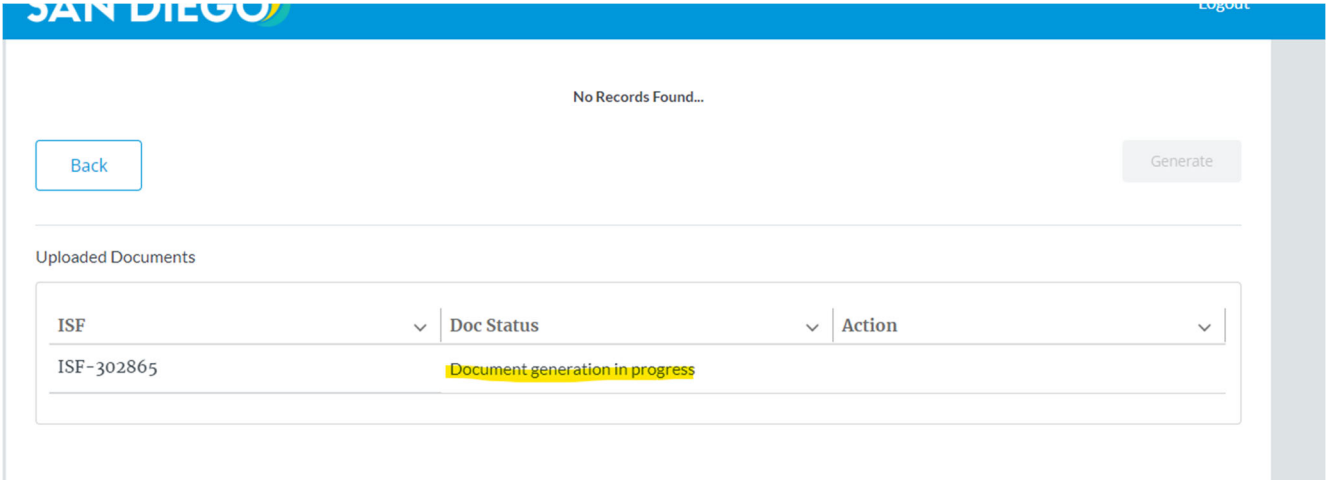 SAN DIEGO
Logout
No Records Found...
Back
Generate
Uploaded Documents
ISF
Doc Status
Action
ISF-302865
Document generation in progress